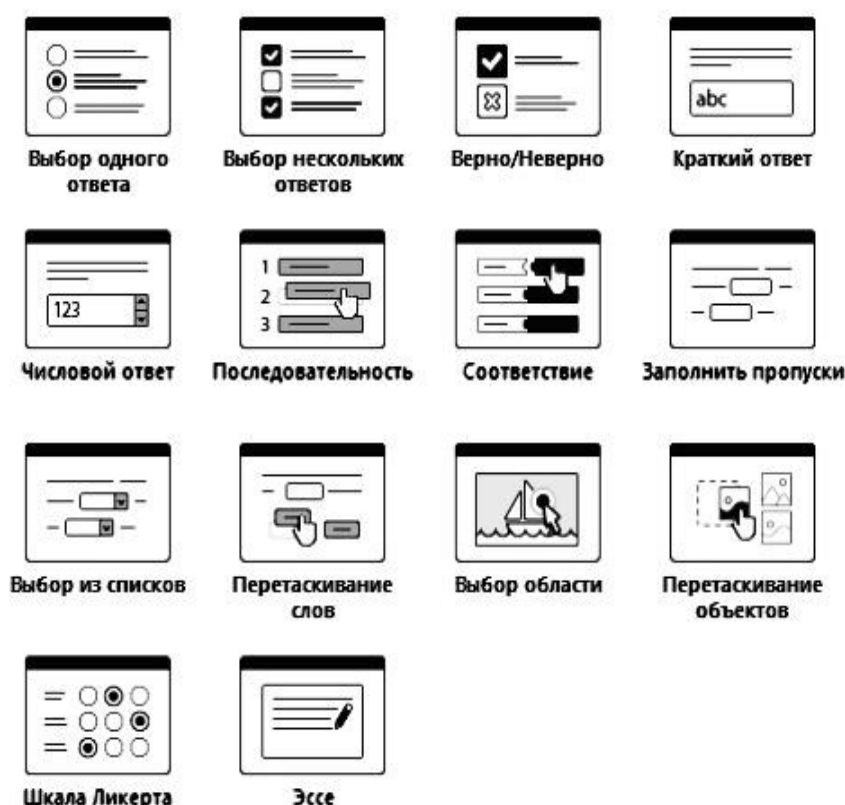 abc
Выбор одного
ответа
Выбор нескольких
ответов
Верно/Неверно
Краткий ответ
123
1
2
3
Числовой ответ
Последовательность
Соответствие
Заполнить пропуски
Выбор из списков
Перетаскивание
слов
Выбор области
Перетаскивание
объектов
Шкала Ликерта
Эссе